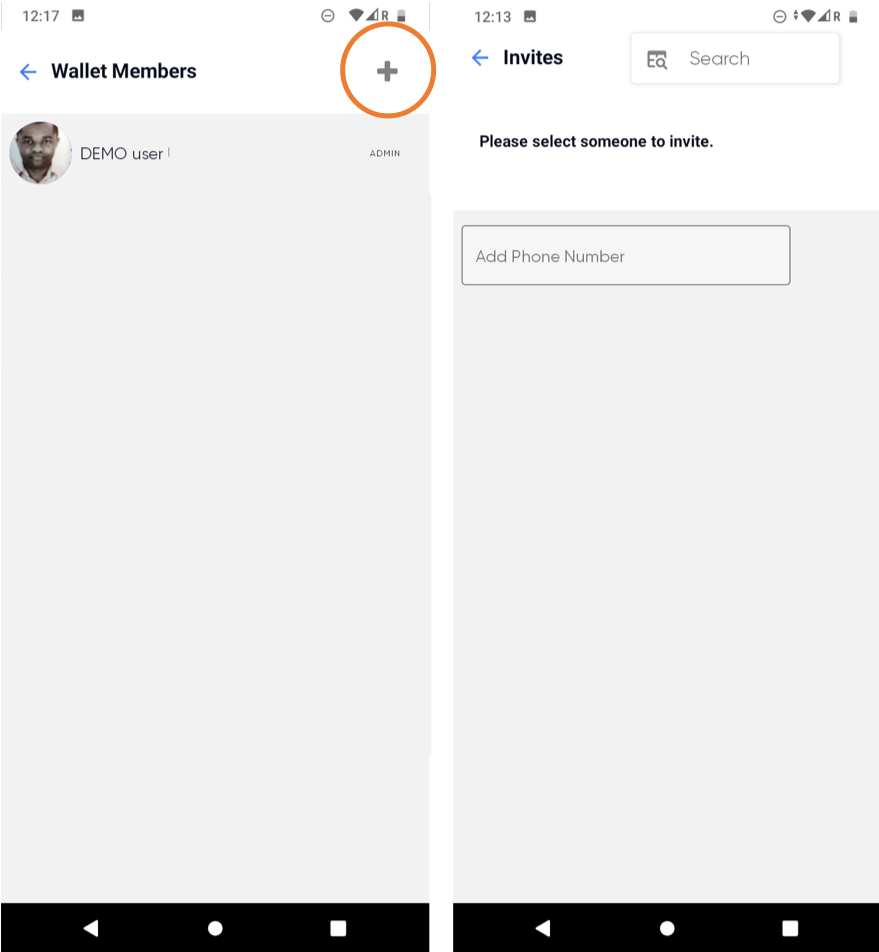 12:17
R
Wallet Members
DEMO user
ADMIN
12:13
R
Invites
Search
Please select someone to invite.
Add Phone Number